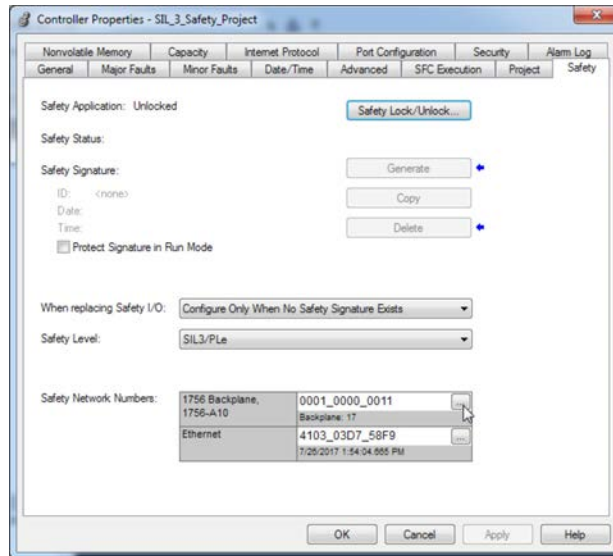 Controller Properties - SIL_3_Safety_Project
Nonvolatile Memory Capacity Internet Protocol Port Configuration Security Alarm Log
General Major Faults Minor Faults Date/Time Advanced SFC Execution Project Safety
Safety Application: Unlocked
Safety Lock/Unlock...
Safety Status:
Safety Signature:
Generate
ID: <none>
Copy
Date:
Time:
Delete
Protect Signature in Run Mode
When replacing Safety I/O: Configure Only When No Safety Signature Exists
Safety Level: SIL3/PLe
Safety Network Numbers:
1756 Backplane, 0001_0000_0011 ...
1756-A10 Backplane: 17
Ethernet 4103_03D7_58F9 ...
7/26/2017 1:54:04.665 PM
OK Cancel Apply Help